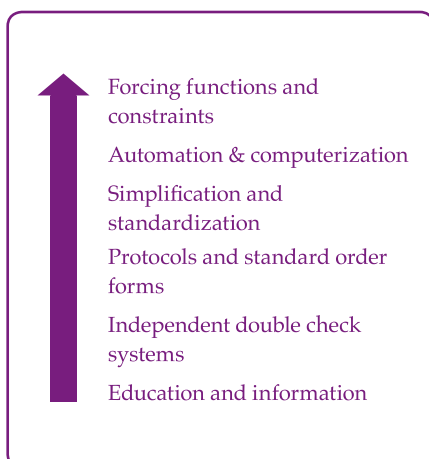 Forcing functions and
constraints
Automation & computerization
Simplification and
standardization
Protocols and standard order
forms
Independent double check
systems
Education and information